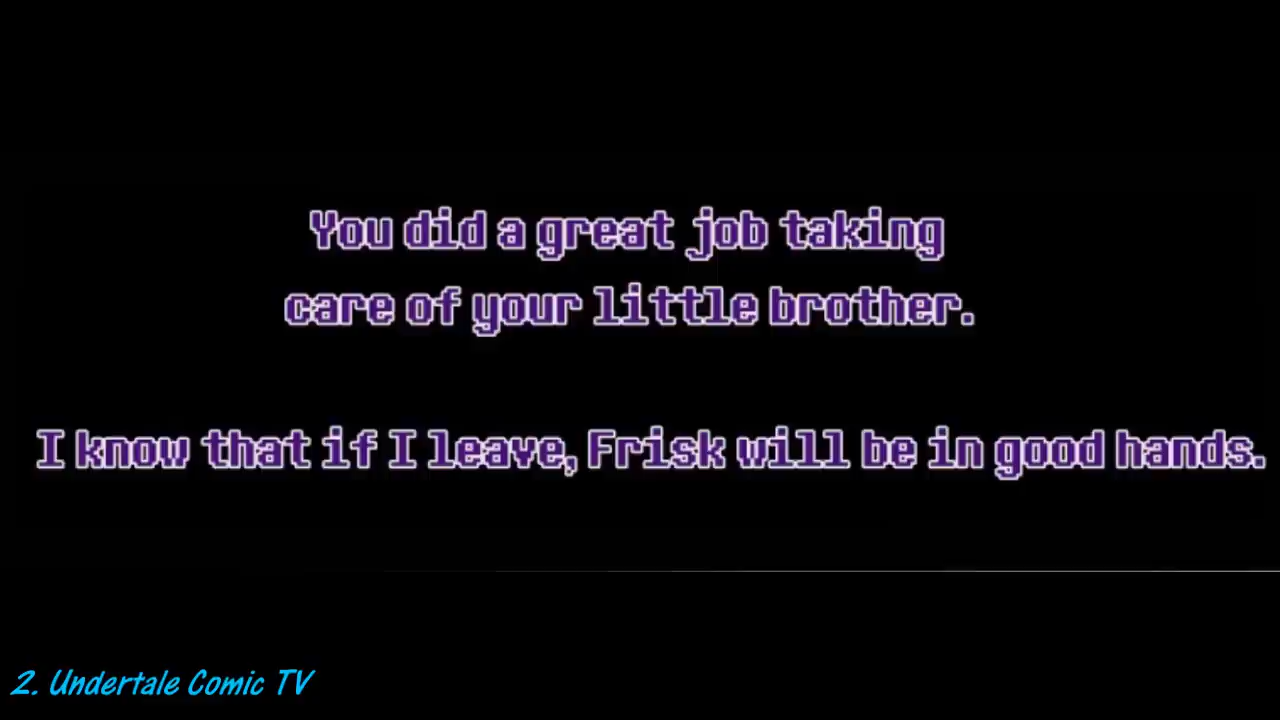 You did a great job taking
care of your little brother.
I know that if I leave, Frisk will be in good hands.
2. Undertale Comic TV